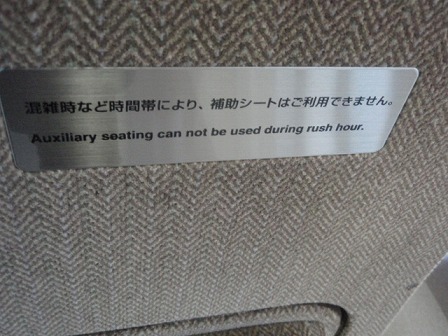 混雑時など時間帯により、補助シートはご利用できません。
Auxiliary seating can not be used during rush hour.